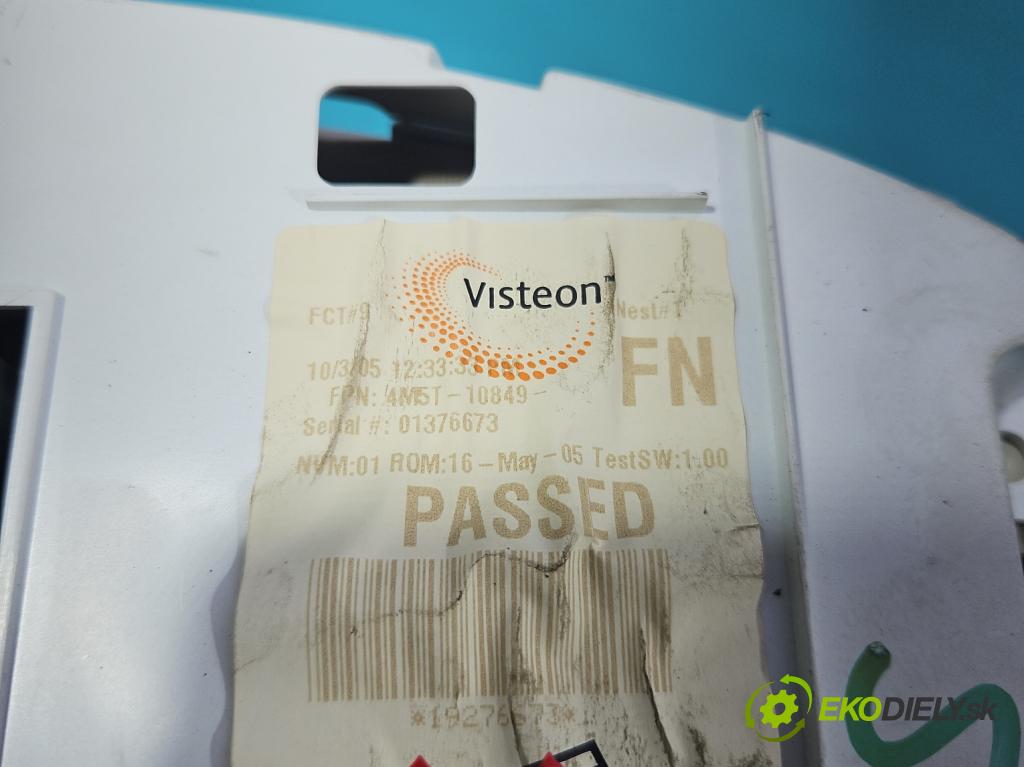 Visteon™
FCT#9 Nest#1
10/3/05 12:33:33
FPN: 4M5T-10849-
FN
Serial #: 01376673
NVM:01 ROM:16-May-05 TestSW:1.00
PASSED
*19276673*
EKODIELY.sk